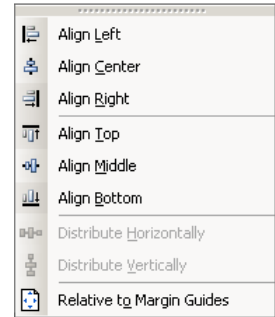 Align Left
Align Center
Align Right
Align Top
Align Middle
Align Bottom
Distribute Horizontally
Distribute Vertically
Relative to Margin Guides